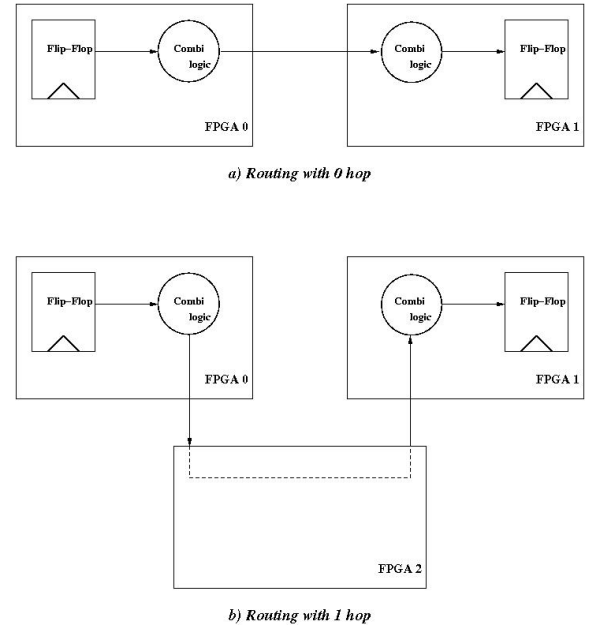 Flip-Flop
Combi
logic
FPGA 0
Combi
logic
Flip-Flop
FPGA 1
a) Routing with 0 hop
Flip-Flop
Combi
logic
FPGA 0
Combi
logic
Flip-Flop
FPGA 1
FPGA 2
b) Routing with 1 hop